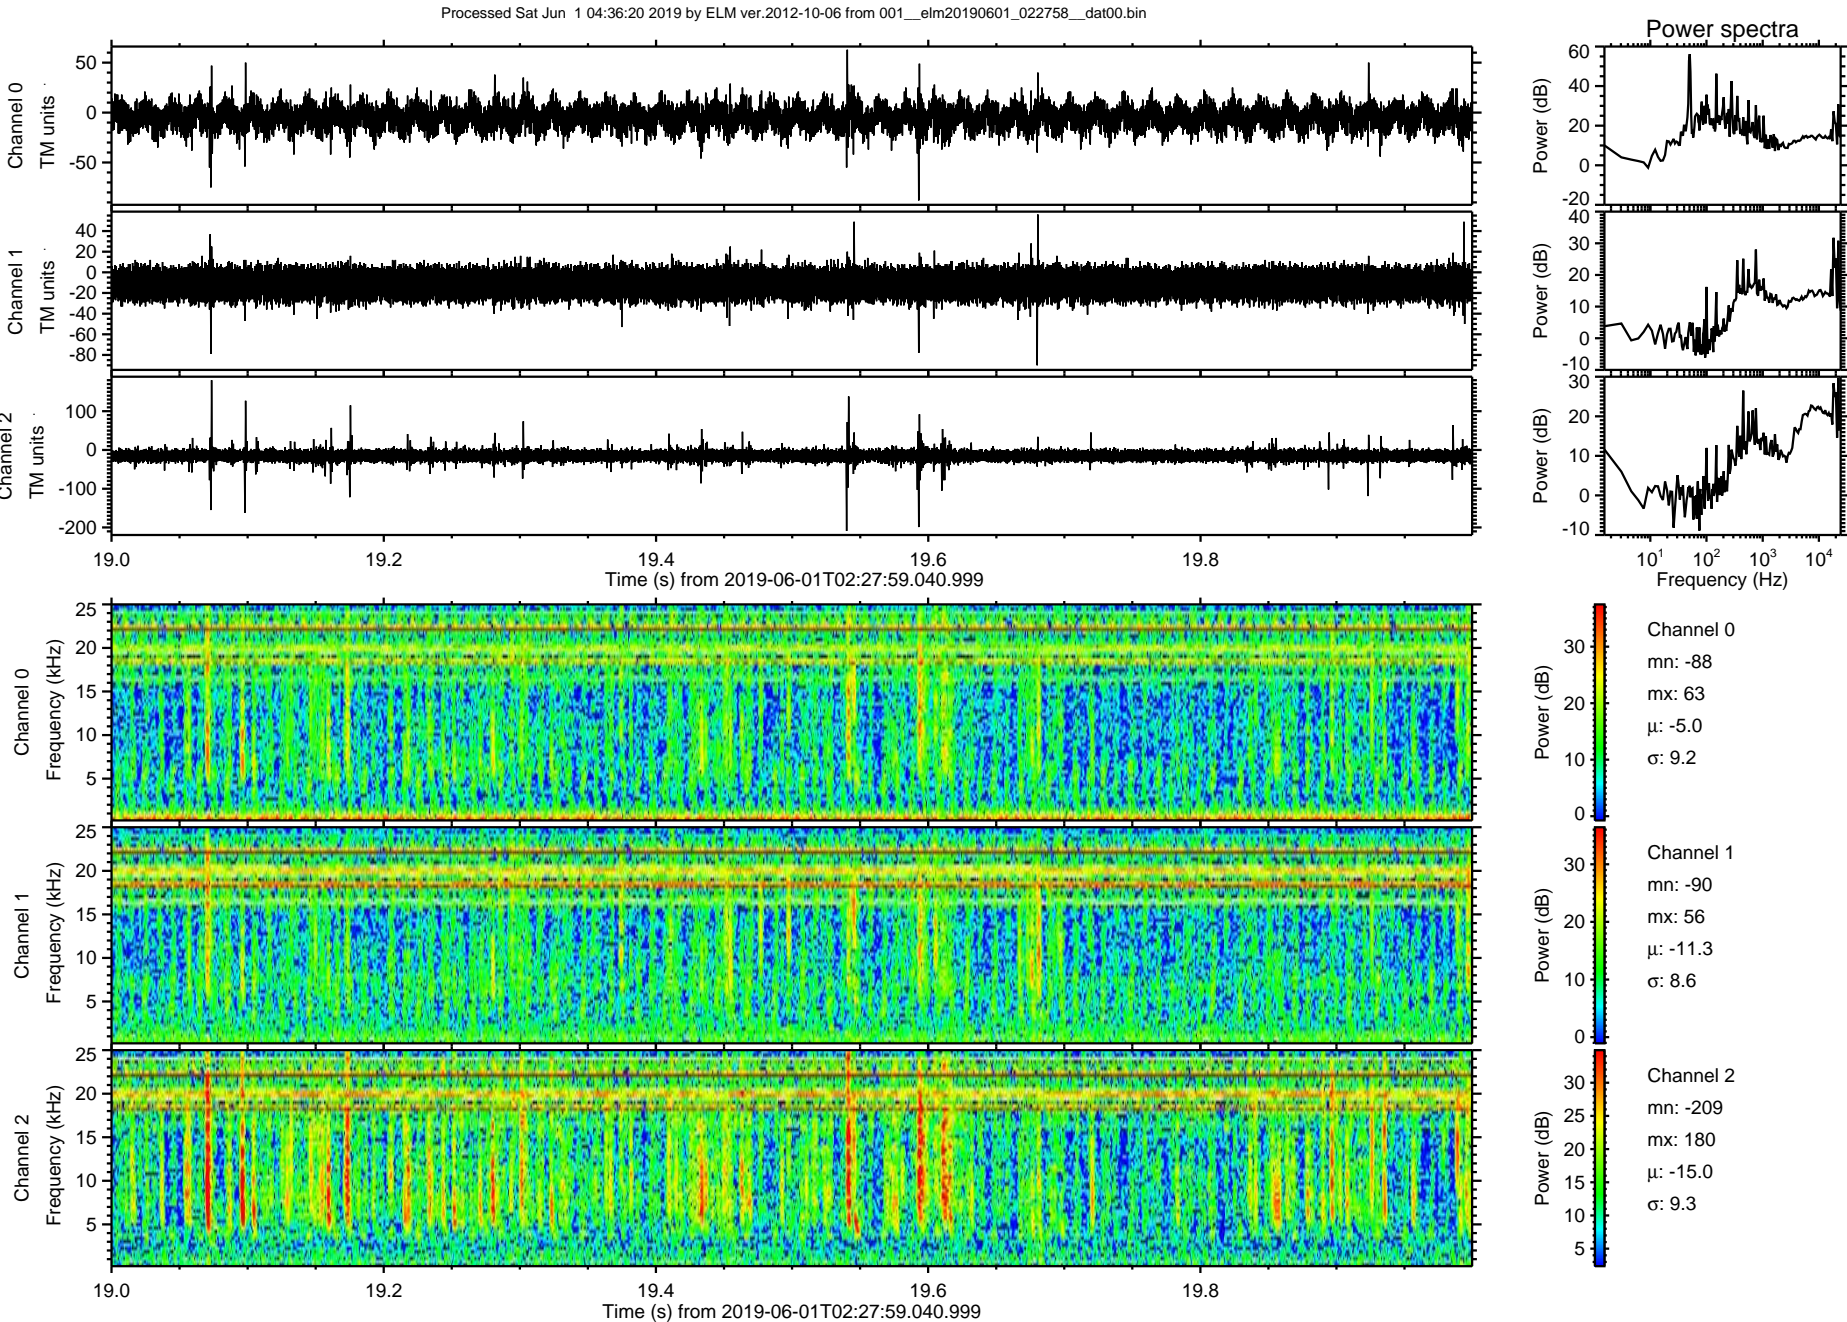 Processed Sat Jun  1 04:36:20 2019 by ELM ver.2012-10-06 from 001__elm20190601_022758__dat00.bin
Power spectra
Channel 0
TM units
50
0
-50
Power (dB)
60
40
20
0
-20
Channel 1
TM units
40
20
0
-20
-40
-60
-80
Power (dB)
40
30
20
10
0
-10
Channel 2
TM units
100
0
-100
-200
Power (dB)
30
20
10
0
-10
19.0 19.2 19.4 19.6 19.8
Time (s) from 2019-06-01T02:27:59.040.999
10^1 10^2 10^3 10^4
Frequency (Hz)
Channel 0
Frequency (kHz)
25
20
15
10
5
Power (dB)
30
20
10
0
Channel 0
mn: -88
mx: 63
μ: -5.0
σ: 9.2
Channel 1
Frequency (kHz)
25
20
15
10
5
Power (dB)
30
20
10
0
Channel 1
mn: -90
mx: 56
μ: -11.3
σ: 8.6
Channel 2
Frequency (kHz)
25
20
15
10
5
Power (dB)
30
25
20
15
10
5
Channel 2
mn: -209
mx: 180
μ: -15.0
σ: 9.3
19.0 19.2 19.4 19.6 19.8
Time (s) from 2019-06-01T02:27:59.040.999